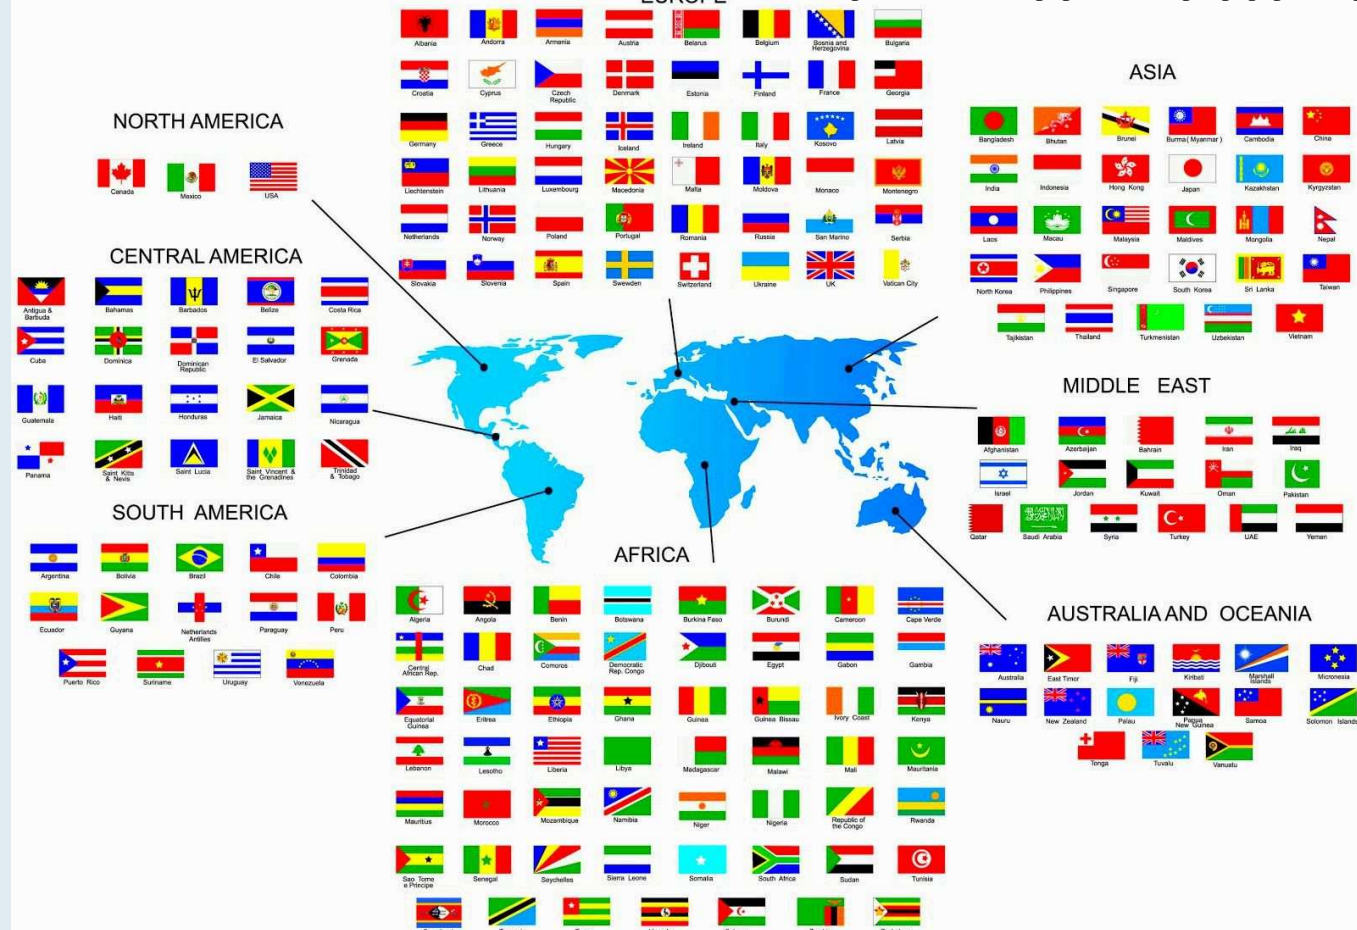 EUROPE
Albania
Andorra
Armenia
Austria
Belarus
Belgium
Bosnia and
Herzegovina
Bulgaria
Croatia
Cyprus
Czech
Republic
Denmark
Estonia
Finland
France
Georgia
Germany
Greece
Hungary
Iceland
Ireland
Italy
Kosovo
Latvia
Liechtenstein
Lithuania
Luxembourg
Macedonia
Malta
Moldova
Monaco
Montenegro
Netherlands
Norway
Poland
Portugal
Romania
Russia
San Marino
Serbia
Slovakia
Slovenia
Spain
Swewden
Switzerland
Ukraine
UK
Vatican City
ASIA
Bangladesh
Bhutan
Brunei
Burma( Myanmar )
Cambodia
China
India
Indonesia
Hong Kong
Japan
Kazakhstan
Kyrgyzstan
Laos
Macau
Malaysia
Maldives
Mongolia
Nepal
North Korea
Philippines
Singapore
South Korea
Sri Lanka
Taiwan
Tajikistan
Thailand
Turkmenistan
Uzbekistan
Vietnam
NORTH AMERICA
Canada
Mexico
USA
CENTRAL AMERICA
Antigua &
Barbuda
Bahamas
Barbados
Belize
Costa Rica
Cuba
Dominica
Dominican
Republic
El Salvador
Grenada
Guatemala
Haiti
Honduras
Jamaica
Nicaragua
Panama
Saint Kitts
& Nevis
Saint Lucia
Saint Vincent &
the Grenadines
Trinidad
& Tobago
SOUTH AMERICA
Argentina
Bolivia
Brazil
Chile
Colombia
Ecuador
Guyana
Netherlands
Antilles
Paraguay
Peru
Puerto Rico
Suriname
Uruguay
Venezuela
MIDDLE EAST
Afghanistan
Azerbaijan
Bahrain
Iran
Iraq
Israel
Jordan
Kuwait
Oman
Pakistan
Qatar
Saudi Arabia
Syria
Turkey
UAE
Yemen
AFRICA
Algeria
Angola
Benin
Botswana
Burkina Faso
Burundi
Cameroon
Cape Verde
Central
African Rep.
Chad
Comoros
Democratic
Rep. Congo
Djibouti
Egypt
Gabon
Gambia
Equatorial
Guinea
Eritrea
Ethiopia
Ghana
Guinea
Guinea Bissau
Ivory Coast
Kenya
Lebanon
Lesotho
Liberia
Libya
Madagascar
Malawi
Mali
Mauritania
Mauritius
Morocco
Mozambique
Namibia
Niger
Nigeria
Republic of
the Congo
Rwanda
Sao Tome
e Principe
Senegal
Seychelles
Sierra Leone
Somalia
South Africa
Sudan
Tunisia
AUSTRALIA AND OCEANIA
Australia
East Timor
Fiji
Kiribati
Marshall
Islands
Micronesia
Nauru
New Zealand
Palau
Papua
New Guinea
Samoa
Solomon Islands
Tonga
Tuvalu
Vanuatu